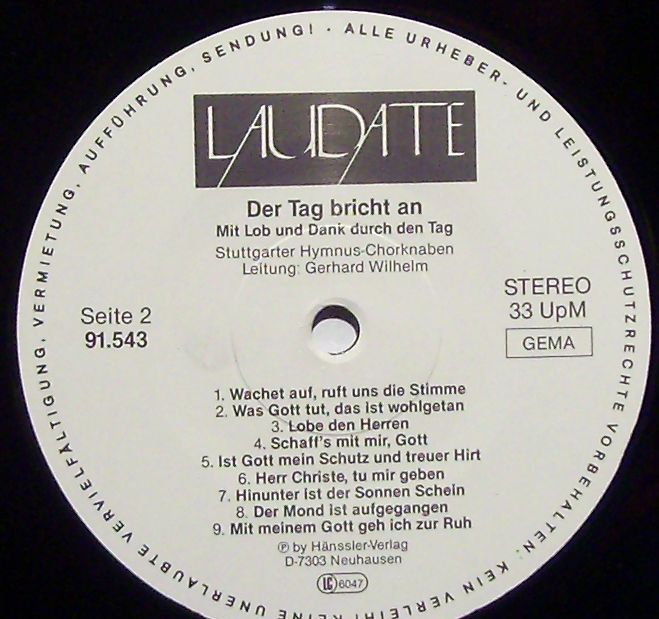 LAUDATE
Der Tag bricht an
Mit Lob und Dank durch den Tag
Stuttgarter Hymnus-Chorknaben
Leitung: Gerhard Wilhelm
Seite 2
91.543
STEREO
33 UpM
GEMA
1. Wachet auf, ruft uns die Stimme
2. Was Gott tut, das ist wohlgetan
3. Lobe den Herren
4. Schaff's mit mir, Gott
5. Ist Gott mein Schutz und treuer Hirt
6. Herr Christe, tu mir geben
7. Hinunter ist der Sonnen Schein
8. Der Mond ist aufgegangen
9. Mit meinem Gott geh ich zur Ruh
Ⓟ by Hänssler-Verlag
D-7303 Neuhausen
LC 6047
ALLE URHEBER- UND LEISTUNGSSCHUTZRECHTE VORBEHALTEN; KEIN VERLEIH! KEINE UNERLAUBTE VERVIELFÄLTIGUNG, VERMIETUNG, AUFFÜHRUNG, SENDUNG! ·